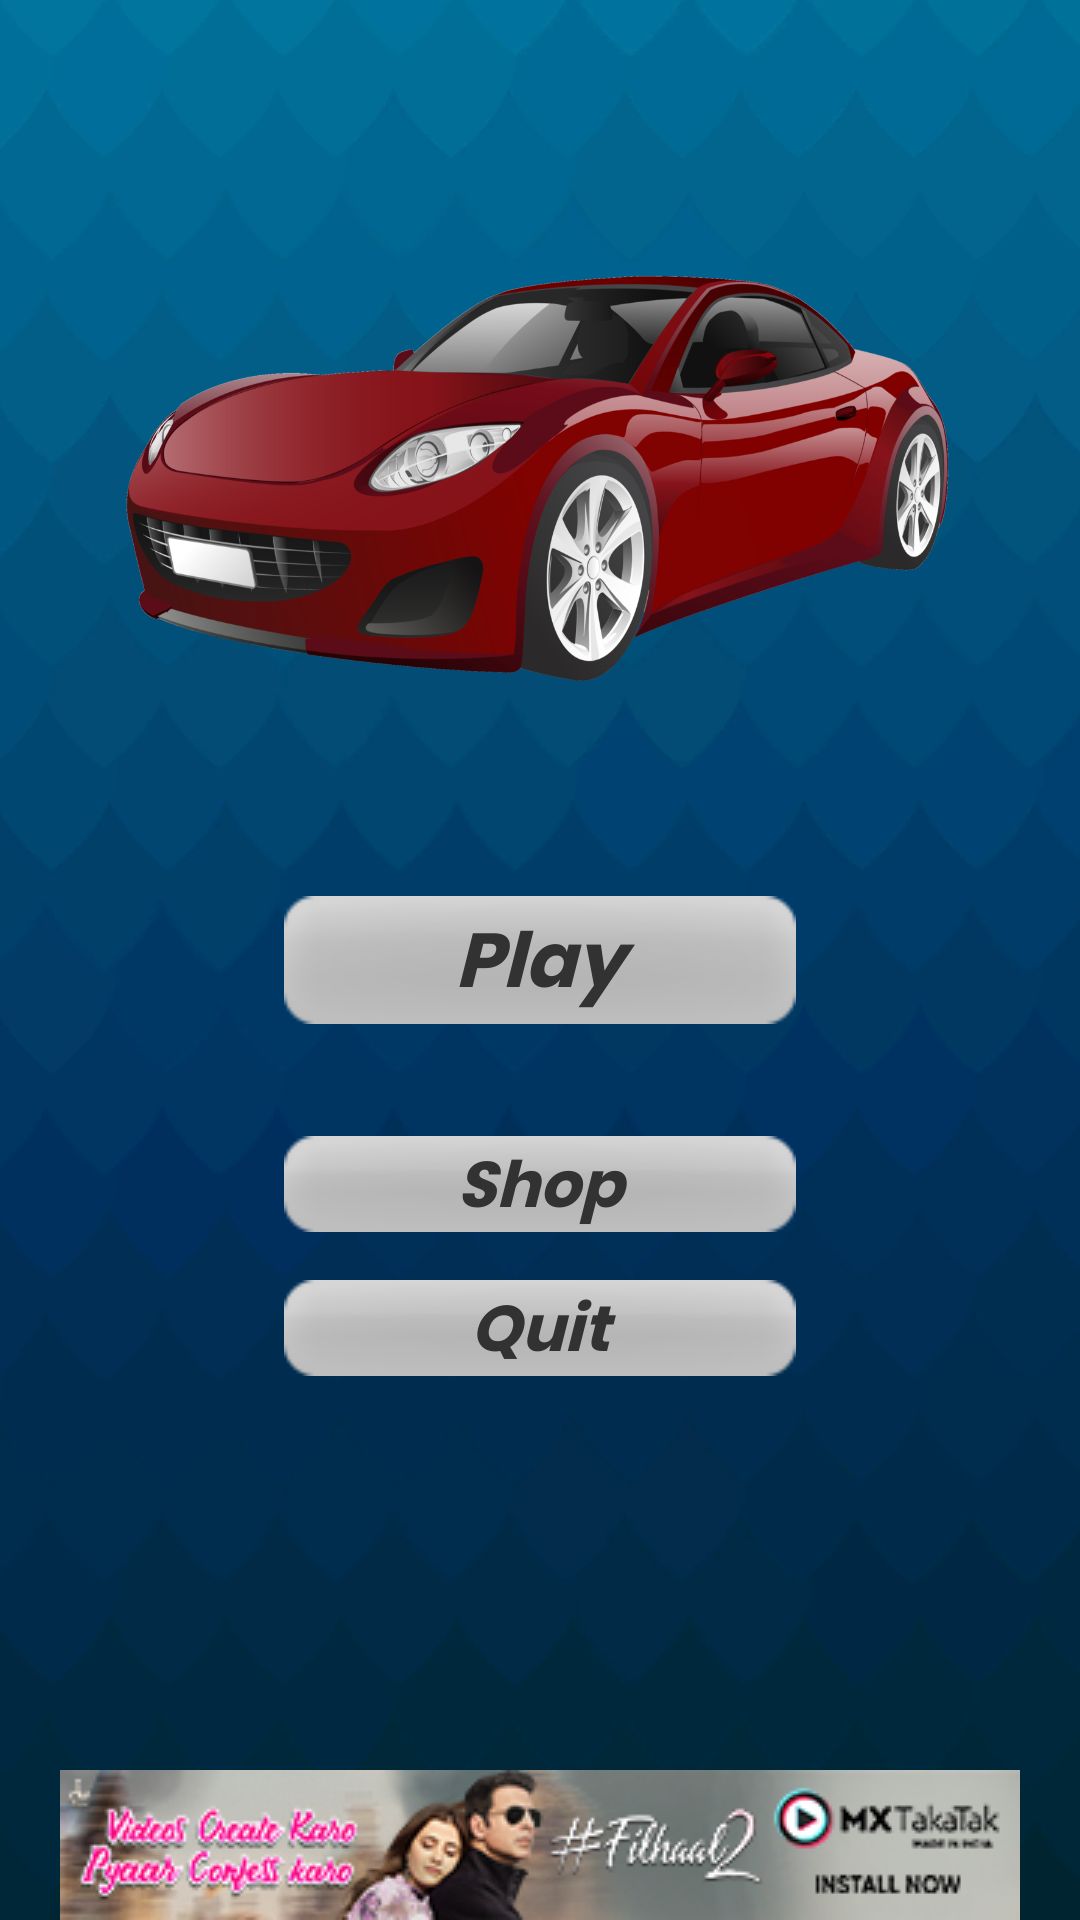 Play
Shop
Quit
Videos Create Karo
Pyaar Confess karo
#Filhaal2
MX TakaTak
MADE IN INDIA
INSTALL NOW